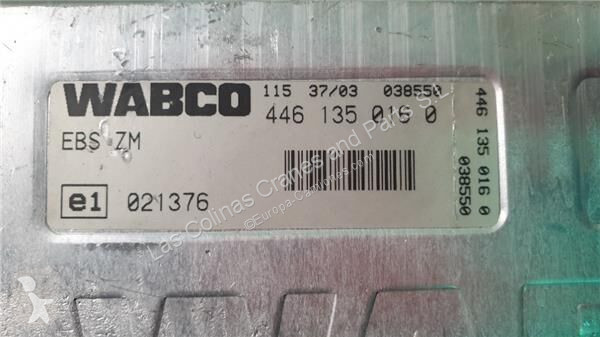 WABCO
115 37/03 038550
446 135 016 0
EBS ZM
e1 021376
446 135 016 0
038550
Las Colinas Cranes and Parts S.L.
©Europa-Camiones.com